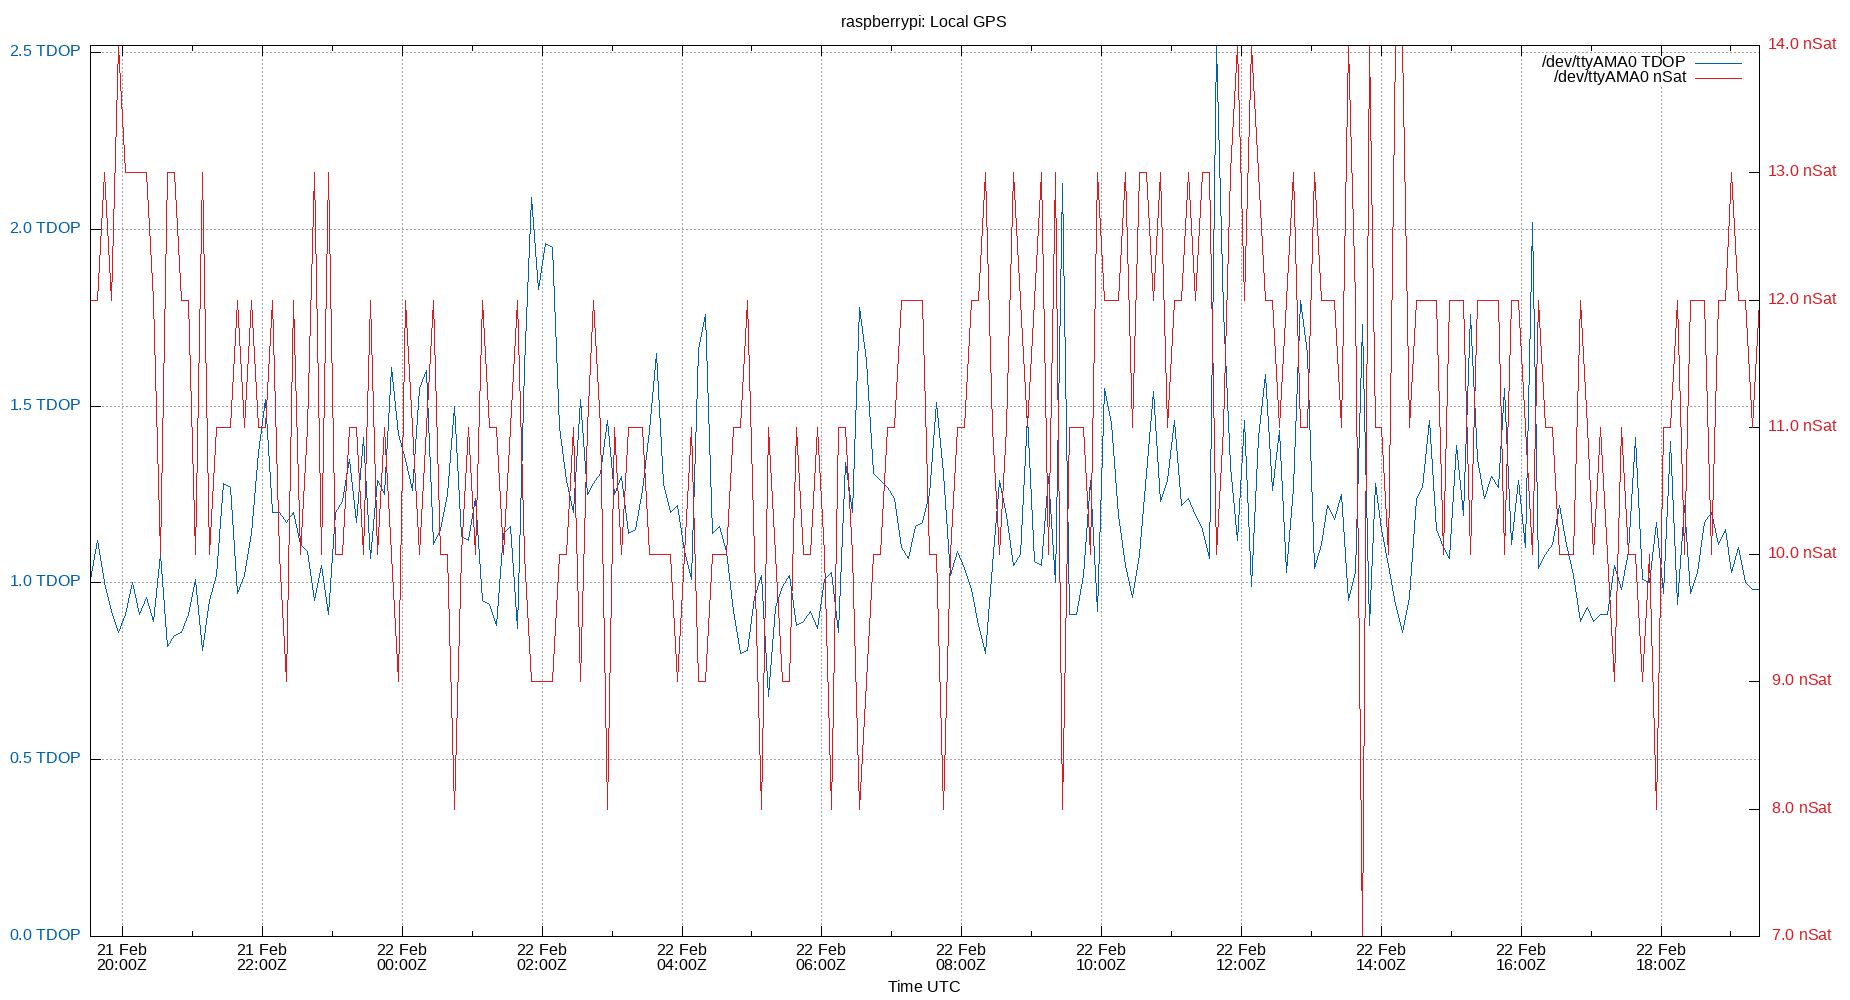 raspberrypi: Local GPS
2.5 TDOP
2.0 TDOP
1.5 TDOP
1.0 TDOP
0.5 TDOP
0.0 TDOP
14.0 nSat
13.0 nSat
12.0 nSat
11.0 nSat
10.0 nSat
9.0 nSat
8.0 nSat
7.0 nSat
/dev/ttyAMA0 TDOP
/dev/ttyAMA0 nSat
21 Feb 21 Feb 22 Feb 22 Feb 22 Feb 22 Feb 22 Feb 22 Feb 22 Feb 22 Feb 22 Feb 22 Feb
20:00Z 22:00Z 00:00Z 02:00Z 04:00Z 06:00Z 08:00Z 10:00Z 12:00Z 14:00Z 16:00Z 18:00Z
Time UTC